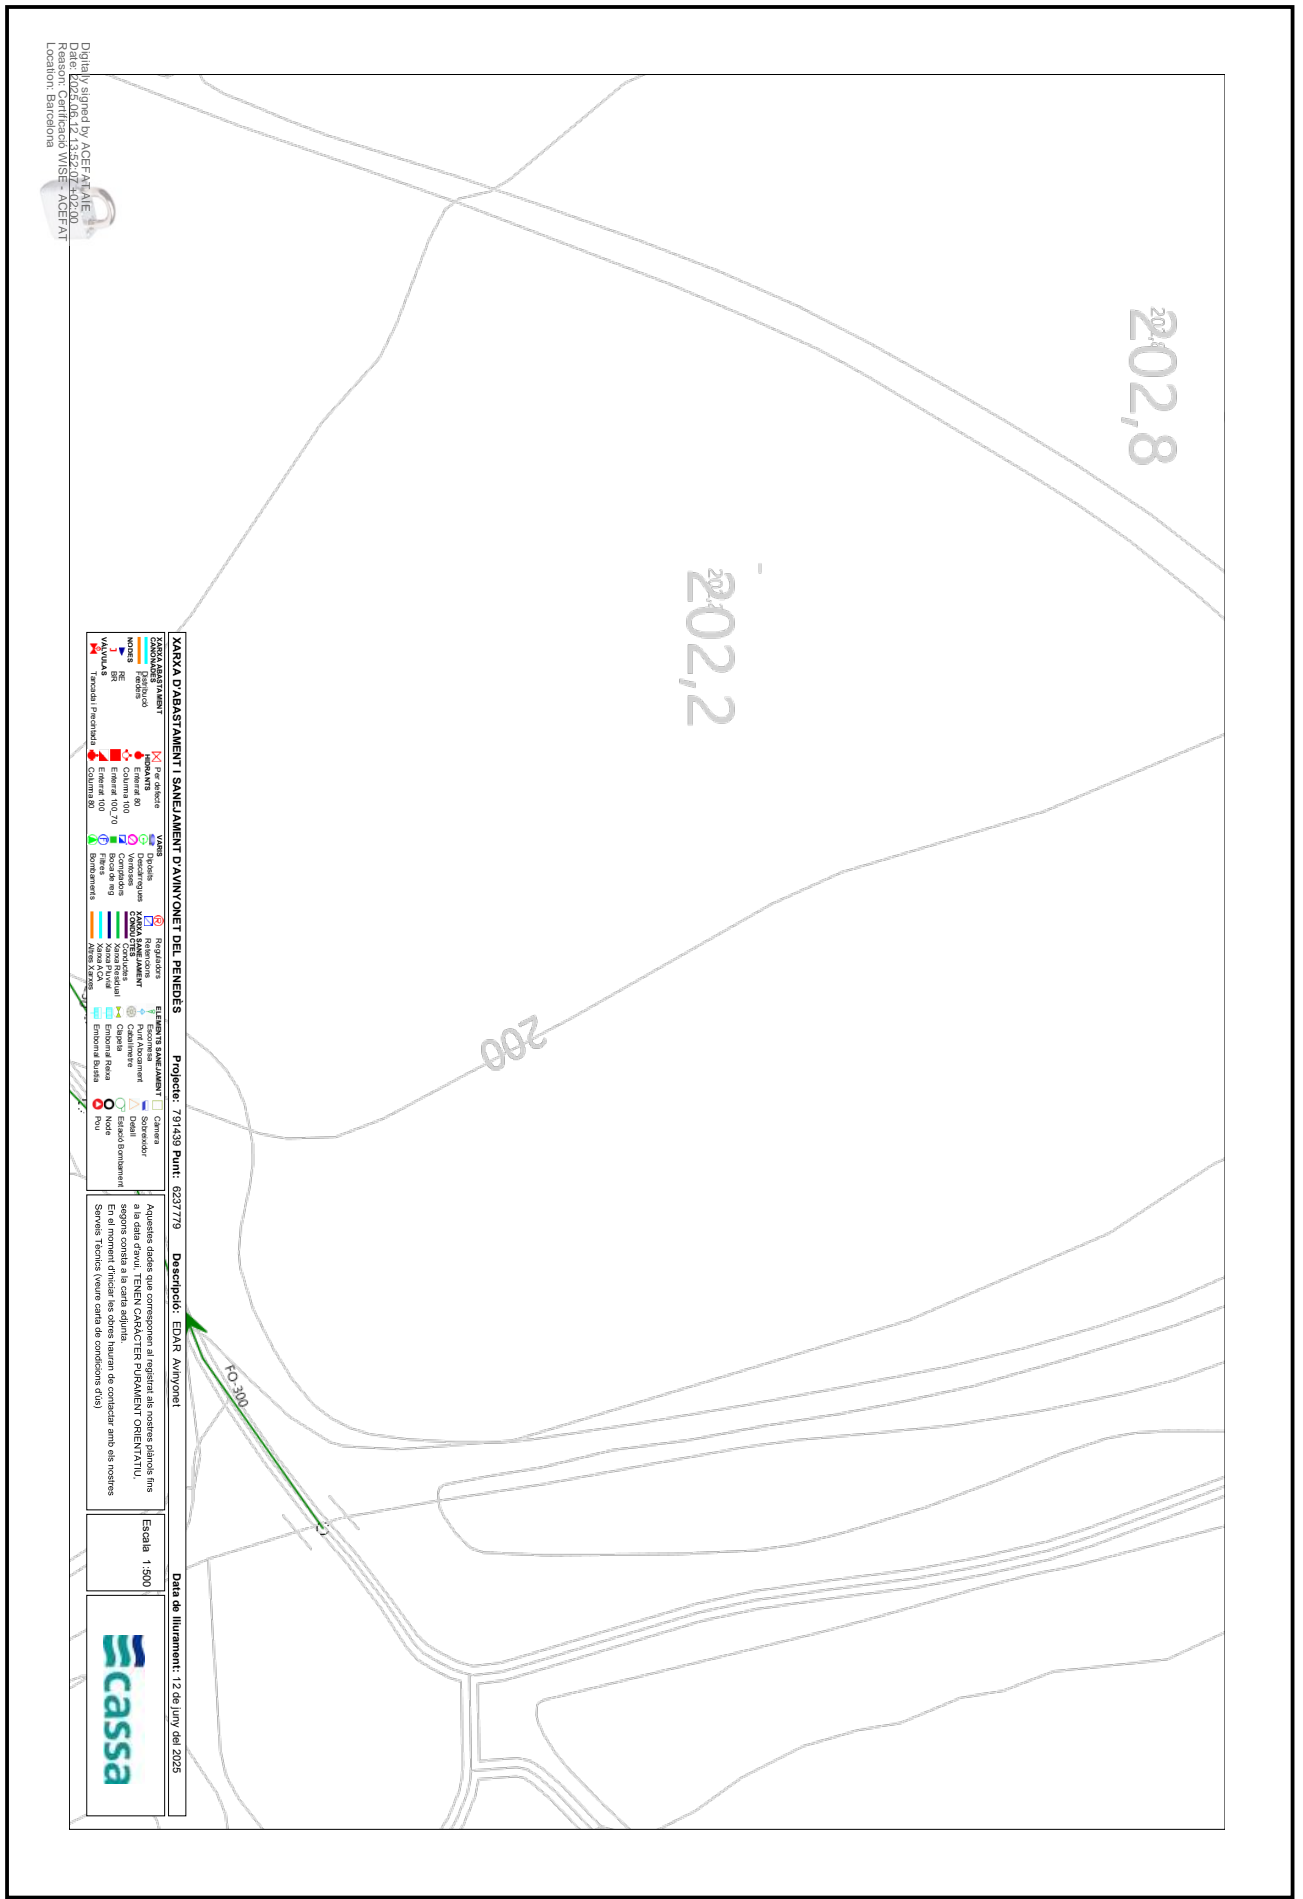 Digitally signed by ACEFAT AIE
Date: 2025.06.12 13:52:07 +02:00
Reason: Certificació WISE - ACEFAT
Location: Barcelona
202,8
202,8
202,2
202,2
200
FO-300
XARXA D'ABASTAMENT I SANEJAMENT D'AVINYONET DEL PENEDÈS
Projecte: 791439 Punt: 6237779
Descripció: EDAR Avinyonet
Data de lliurament: 12 de juny del 2025
XARXA ABASTAMENT
CANONADES
Distribució
Feeders
NODES
RE
BR
VÀLVULAS
Tancada i Precintada
Per defecte
HIDRANTS
Enterrat 80
Columna 100
Enterrat 100_70
Enterrat 100
Columna 80
VARIS
Dipòsits
Descàrregues
Ventoses
Comptadors
Boca de reg
Filtres
Bombaments
Reguladors
Retencions
XARXA SANEJAMENT
CONDUCTES
Conductes
Xarxa Residual
Xarxa Pluvial
Xarxa ACA
Altres Xarxes
ELEMENTS SANEJAMENT
Escomesa
Punt Abocament
Cabalímetre
Clapeta
Embornal Reixa
Embornal Bustia
Càmera
Sobreixidor
Detall
Estació Bombament
Node
Pou
Aquestes dades que corresponen al registrat als nostres plànols fins
a la data d'avui, TENEN CARÀCTER PURAMENT ORIENTATIU,
segons consta a la carta adjunta.
En el moment d'iniciar les obres hauran de contactar amb els nostres
Serveis Tècnics (veure carta de condicions d'ús)
Escala 1:500
cassa